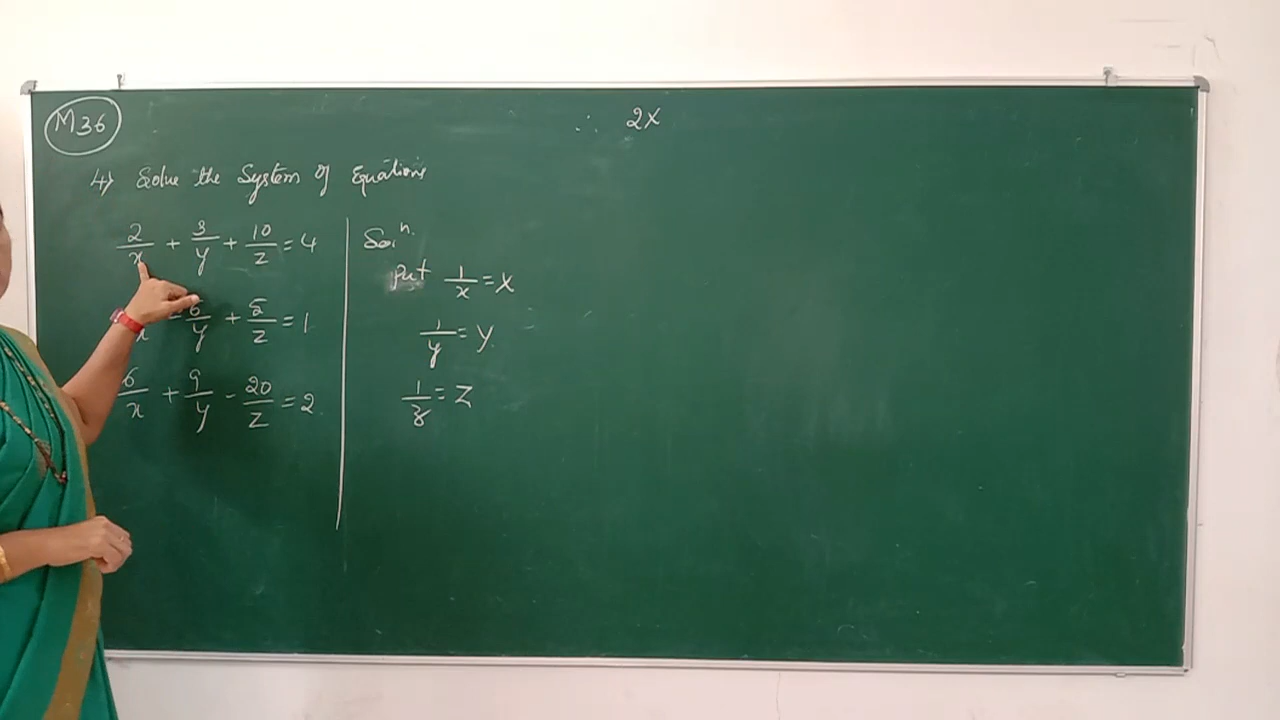 M36
∴ 2X
4) Solve the System of Equations
2/x + 3/y + 10/z = 4
/x - 6/y + 5/z = 1
6/x + 9/y - 20/z = 2
Soln.
Put 1/x = X
1/y = Y
1/z = Z